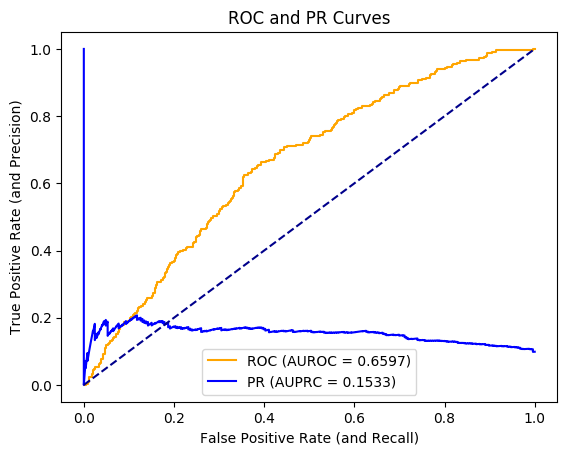 ROC and PR Curves
True Positive Rate (and Precision)
1.0
0.8
0.6
0.4
0.2
0.0
ROC (AUROC = 0.6597)
PR (AUPRC = 0.1533)
0.0 0.2 0.4 0.6 0.8 1.0
False Positive Rate (and Recall)